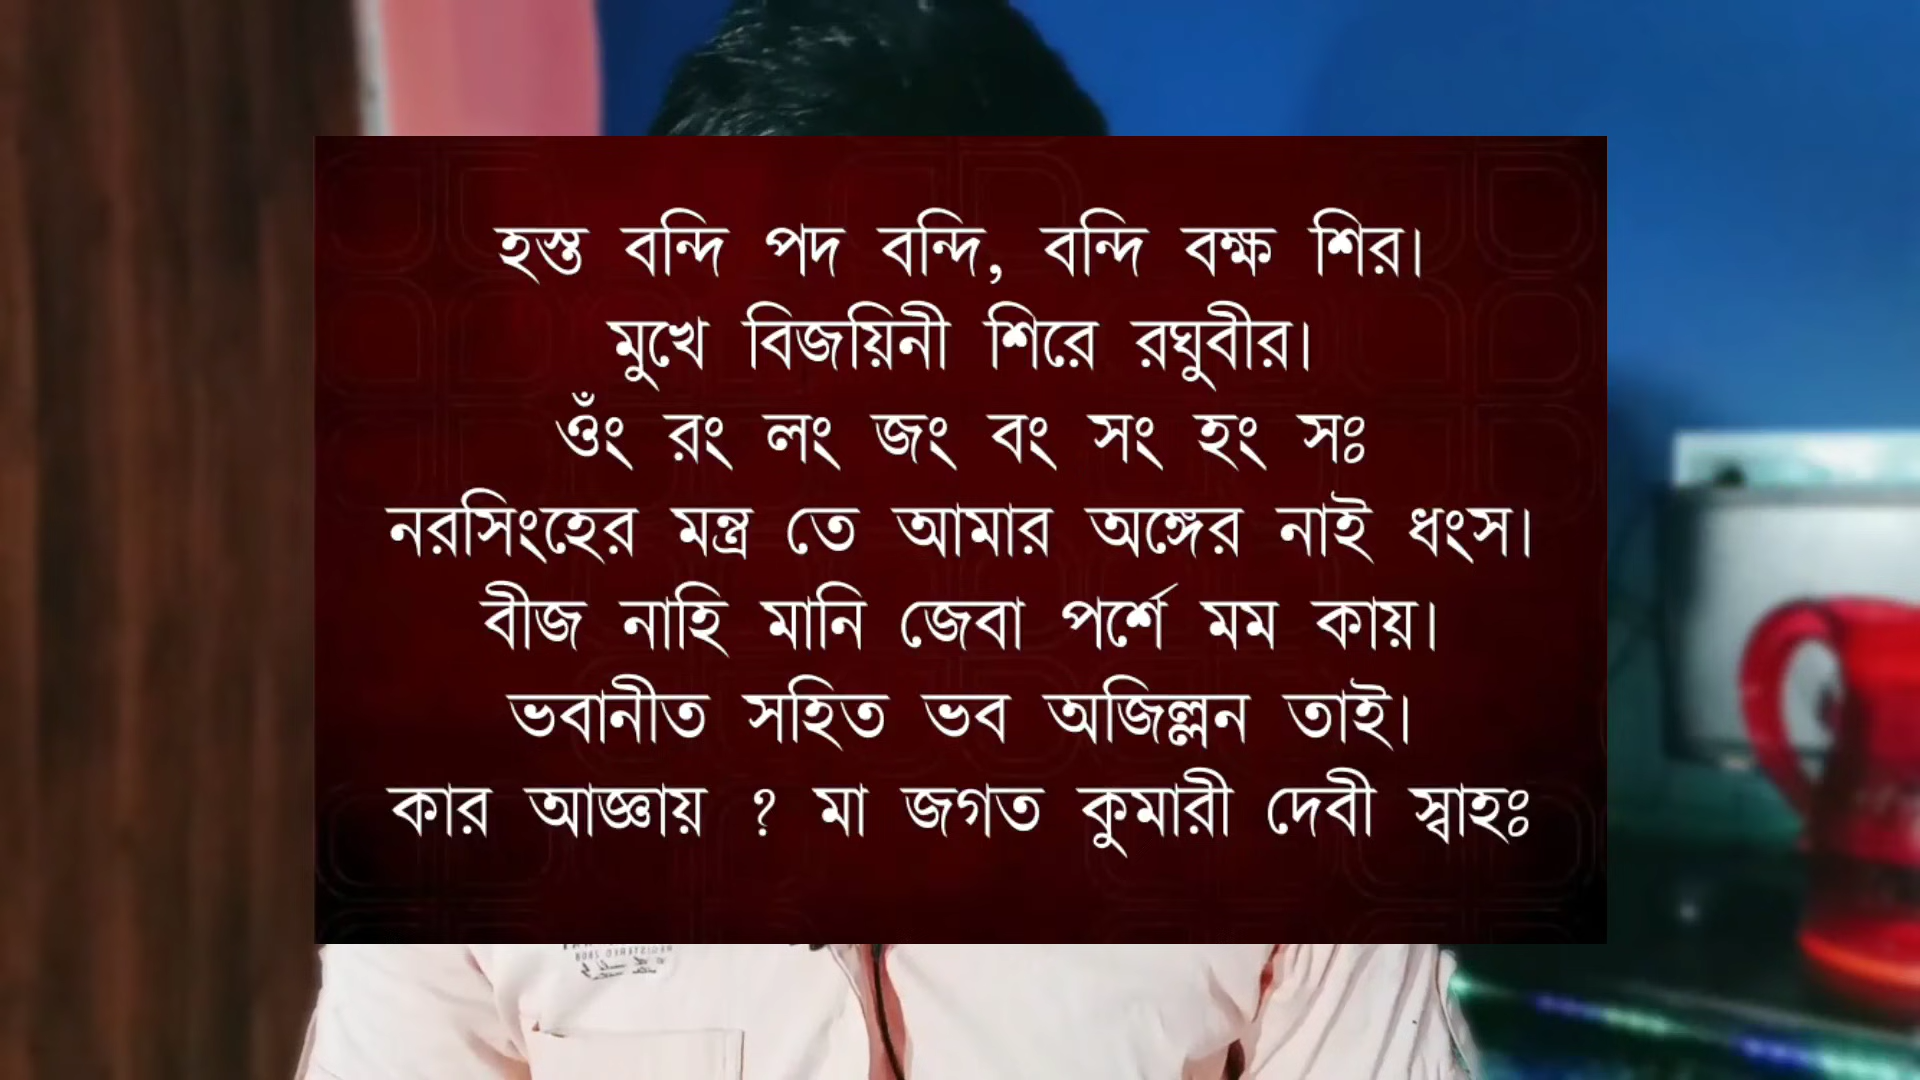 হস্ত বন্দি পদ বন্দি, বন্দি বক্ষ শির।
মুখে বিজয়িনী শিরে রঘুবীর।
ওঁং রং লং জং বং সং হং সঃ
নরসিংহের মন্ত্র তে আমার অঙ্গের নাই ধংস।
বীজ নাহি মানি জেবা পর্শে মম কায়।
ভবানীত সহিত ভব অজিল্লন তাই।
কার আজ্ঞায় ? মা জগত কুমারী দেবী স্বাহঃ